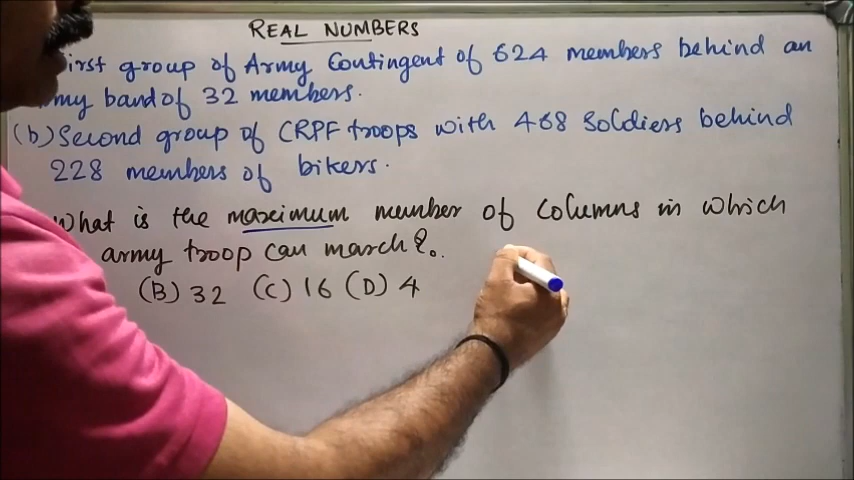 REAL NUMBERS
irst group of Army Contingent of 624 members behind an
my band of 32 members.
(b) Second group of CRPF troops with 468 Soldiers behind
228 members of bikers.
What is the maximum number of columns in which
army troop can march?.
(B) 32 (C) 16 (D) 4